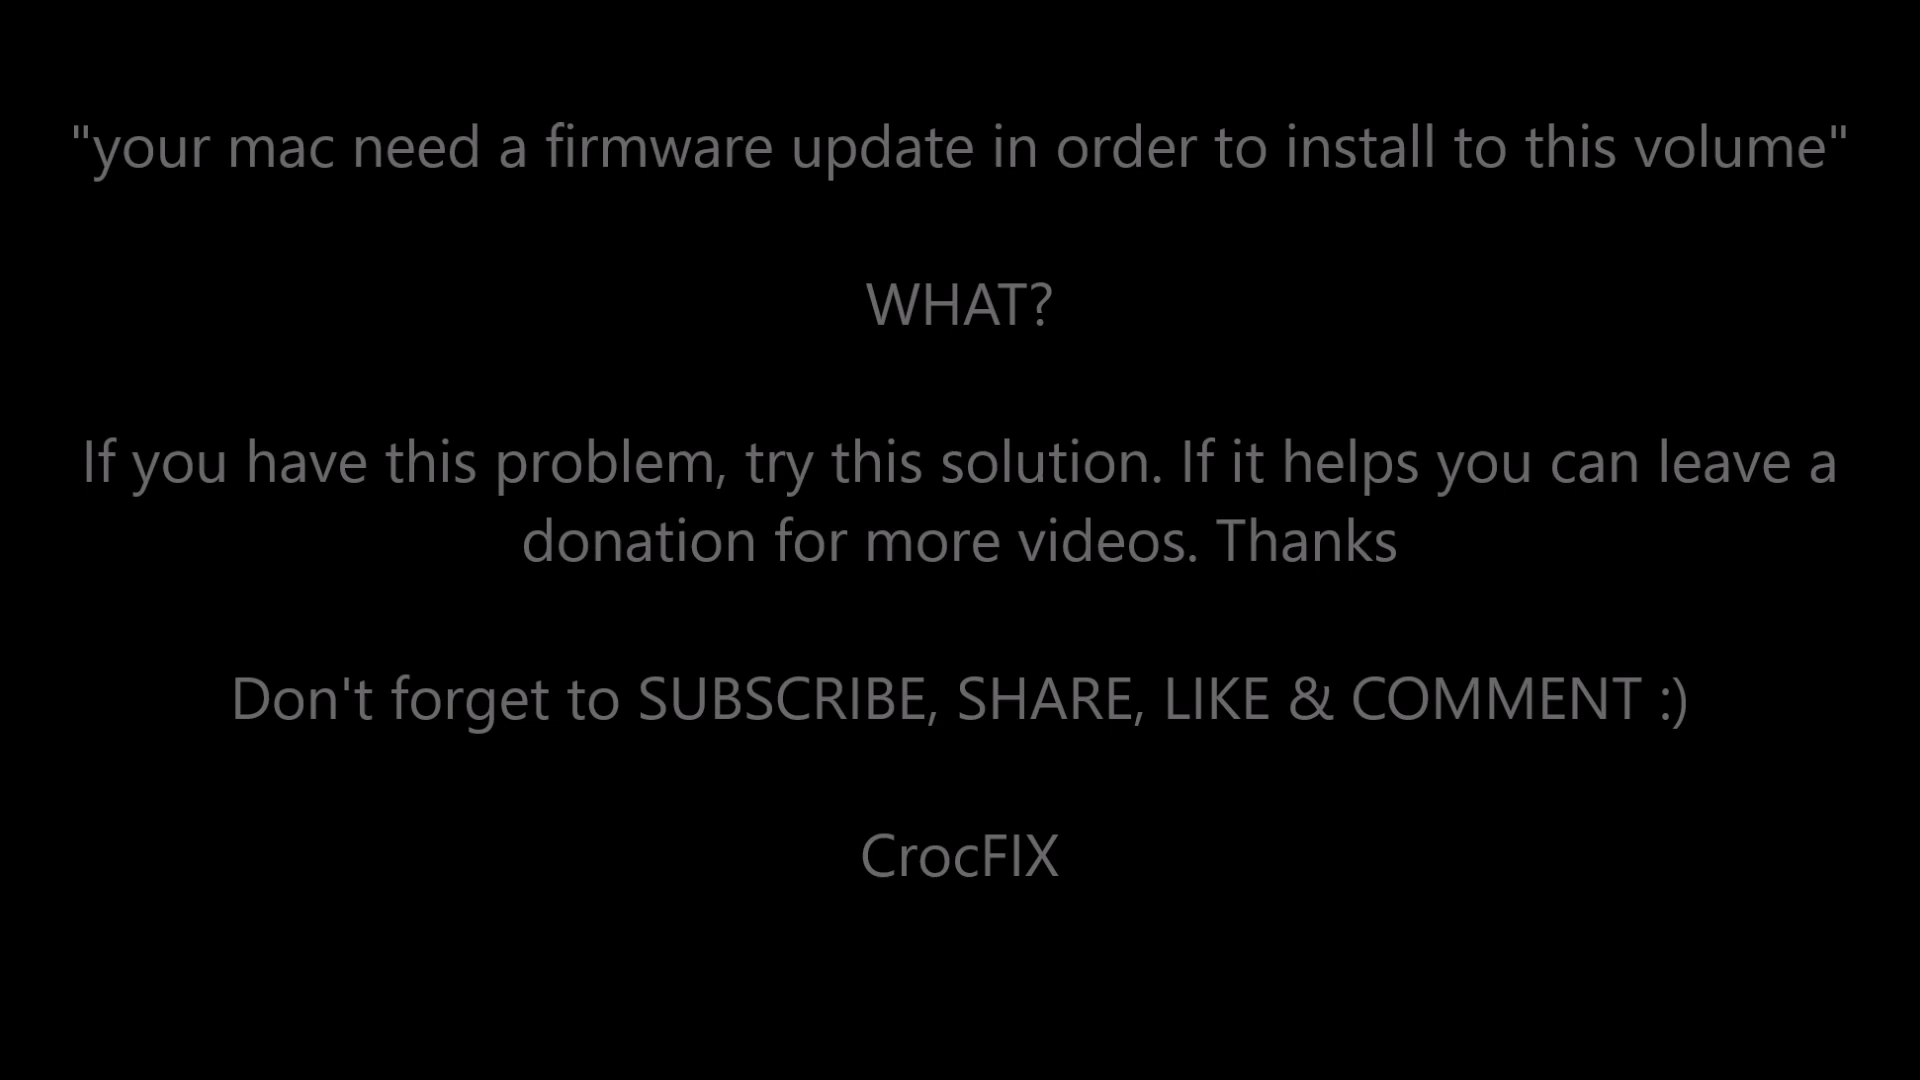 "your mac need a firmware update in order to install to this volume"
WHAT?
If you have this problem, try this solution. If it helps you can leave a
donation for more videos. Thanks
Don't forget to SUBSCRIBE, SHARE, LIKE & COMMENT :)
CrocFIX